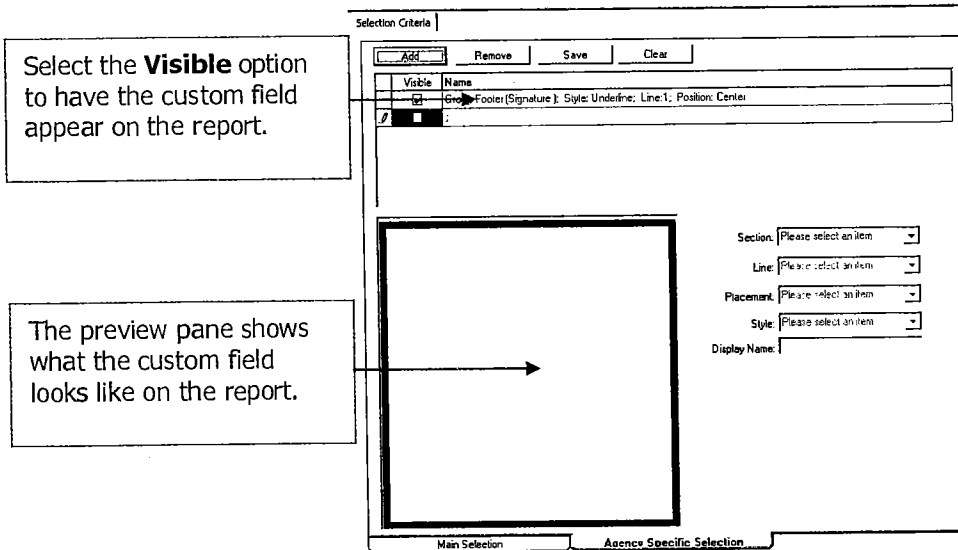 Selection Criteria
Select the Visible option
to have the custom field
appear on the report.
Add Remove Save Clear
Visible Name
Footer (Signature ); Style: Underline; Line:1; Position: Center
;
The preview pane shows
what the custom field
looks like on the report.
Section: Please select an item
Line: Please select an item
Placement: Please select an item
Style: Please select an item
Display Name:
Main Selection Agency Specific Selection